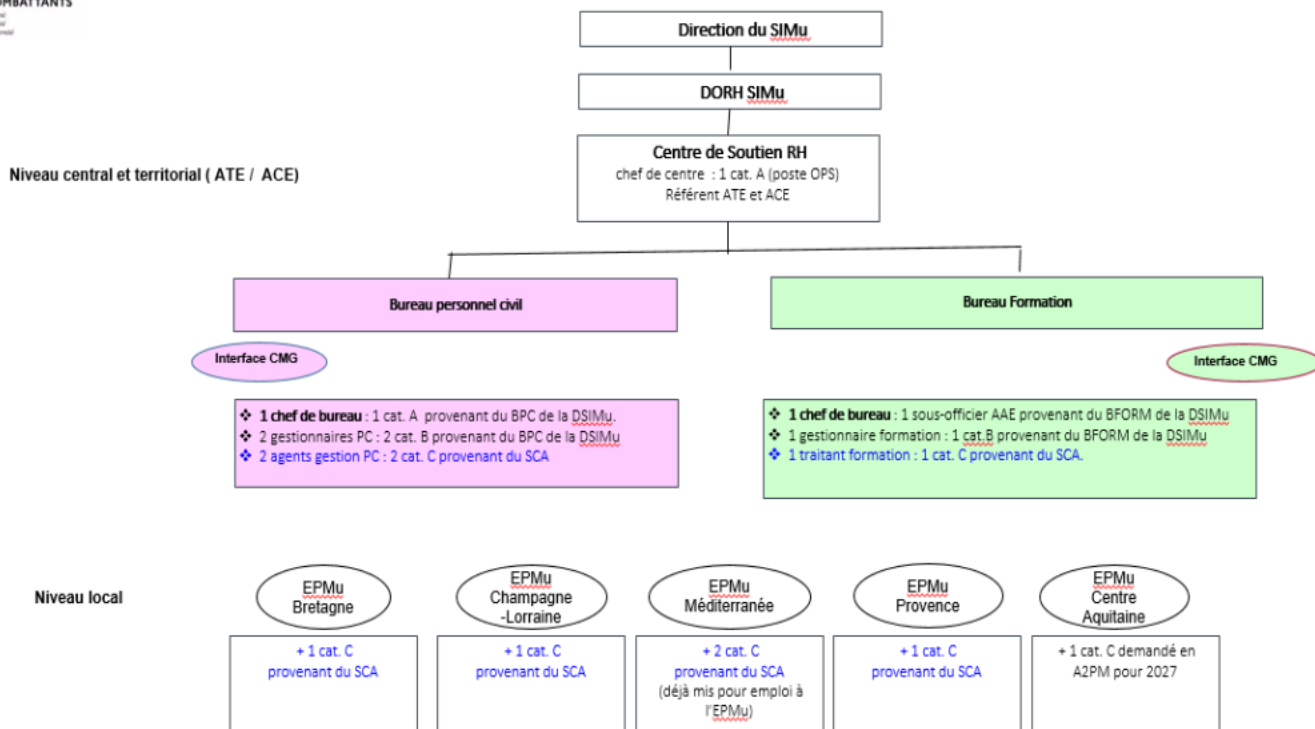 OMBATTANTS
Direction du SIMu
DORH SIMu
Niveau central et territorial ( ATE / ACE)
Centre de Soutien RH
chef de centre : 1 cat. A (poste OPS)
Référent ATE et ACE
Bureau personnel civil
Bureau Formation
Interface CMG
Interface CMG
❖ 1 chef de bureau : 1 cat. A provenant du BPC de la DSIMu.
❖ 2 gestionnaires PC : 2 cat. B provenant du BPC de la DSIMu
❖ 2 agents gestion PC : 2 cat. C provenant du SCA
❖ 1 chef de bureau : 1 sous-officier AAE provenant du BFORM de la DSIMu
❖ 1 gestionnaire formation : 1 cat.B provenant du BFORM de la DSIMu
❖ 1 traitant formation : 1 cat. C provenant du SCA.
Niveau local
EPMu
Bretagne
+ 1 cat. C
provenant du SCA
EPMu
Champagne
-Lorraine
+ 1 cat. C
provenant du SCA
EPMu
Méditerranée
+ 2 cat. C
provenant du SCA
(déjà mis pour emploi à
l'EPMu)
EPMu
Provence
+ 1 cat. C
provenant du SCA
EPMu
Centre
Aquitaine
+ 1 cat. C demandé en
A2PM pour 2027